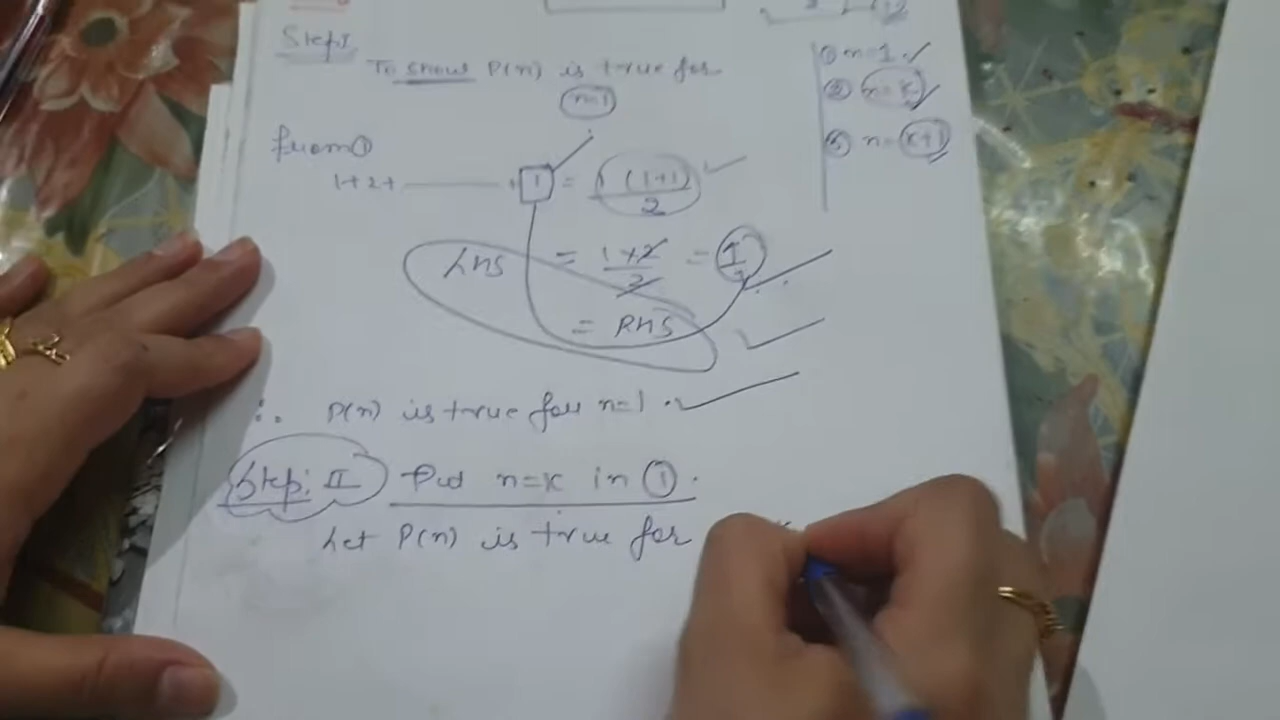 Step I
To show P(n) is true for
n=1
① n=1.
② n=k
③ n=k+1
from ①
1+2+ ——— +1 = 1(1+1)/2
LHS = 1×2/2 = 1/1
= RHS
∴ P(n) is true for n=1.
Step: II Put n=k in ①.
Let P(n) is true for